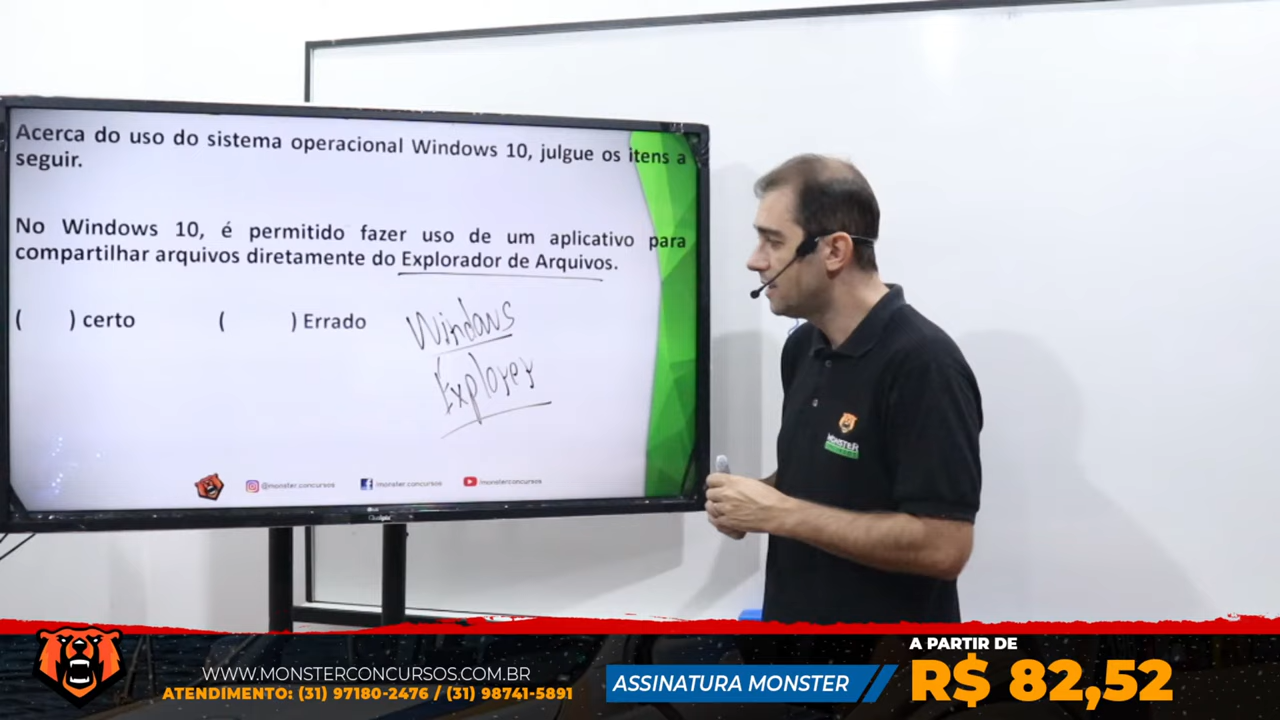 Acerca do uso do sistema operacional Windows 10, julgue os itens a
seguir.
No Windows 10, é permitido fazer uso de um aplicativo para
compartilhar arquivos diretamente do Explorador de Arquivos.
( ) certo ( ) Errado
Windows
Explorer
@monster.concursos /monster.concursos /monsterconcursos
MONSTER
WWW.MONSTERCONCURSOS.COM.BR
ATENDIMENTO: (31) 97180-2476 / (31) 98741-5891
ASSINATURA MONSTER
A PARTIR DE
R$ 82,52